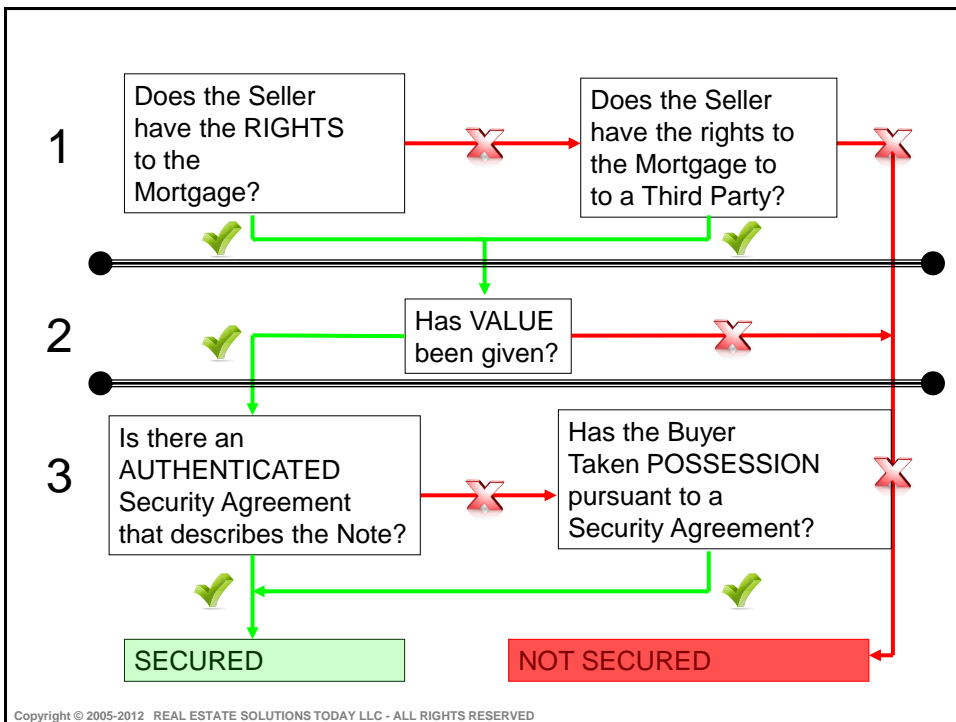 1
Does the Seller
have the RIGHTS
to the
Mortgage?
Does the Seller
have the rights to
the Mortgage to
to a Third Party?
2
Has VALUE
been given?
3
Is there an
AUTHENTICATED
Security Agreement
that describes the Note?
Has the Buyer
Taken POSSESSION
pursuant to a
Security Agreement?
SECURED
NOT SECURED
Copyright © 2005-2012 REAL ESTATE SOLUTIONS TODAY LLC - ALL RIGHTS RESERVED